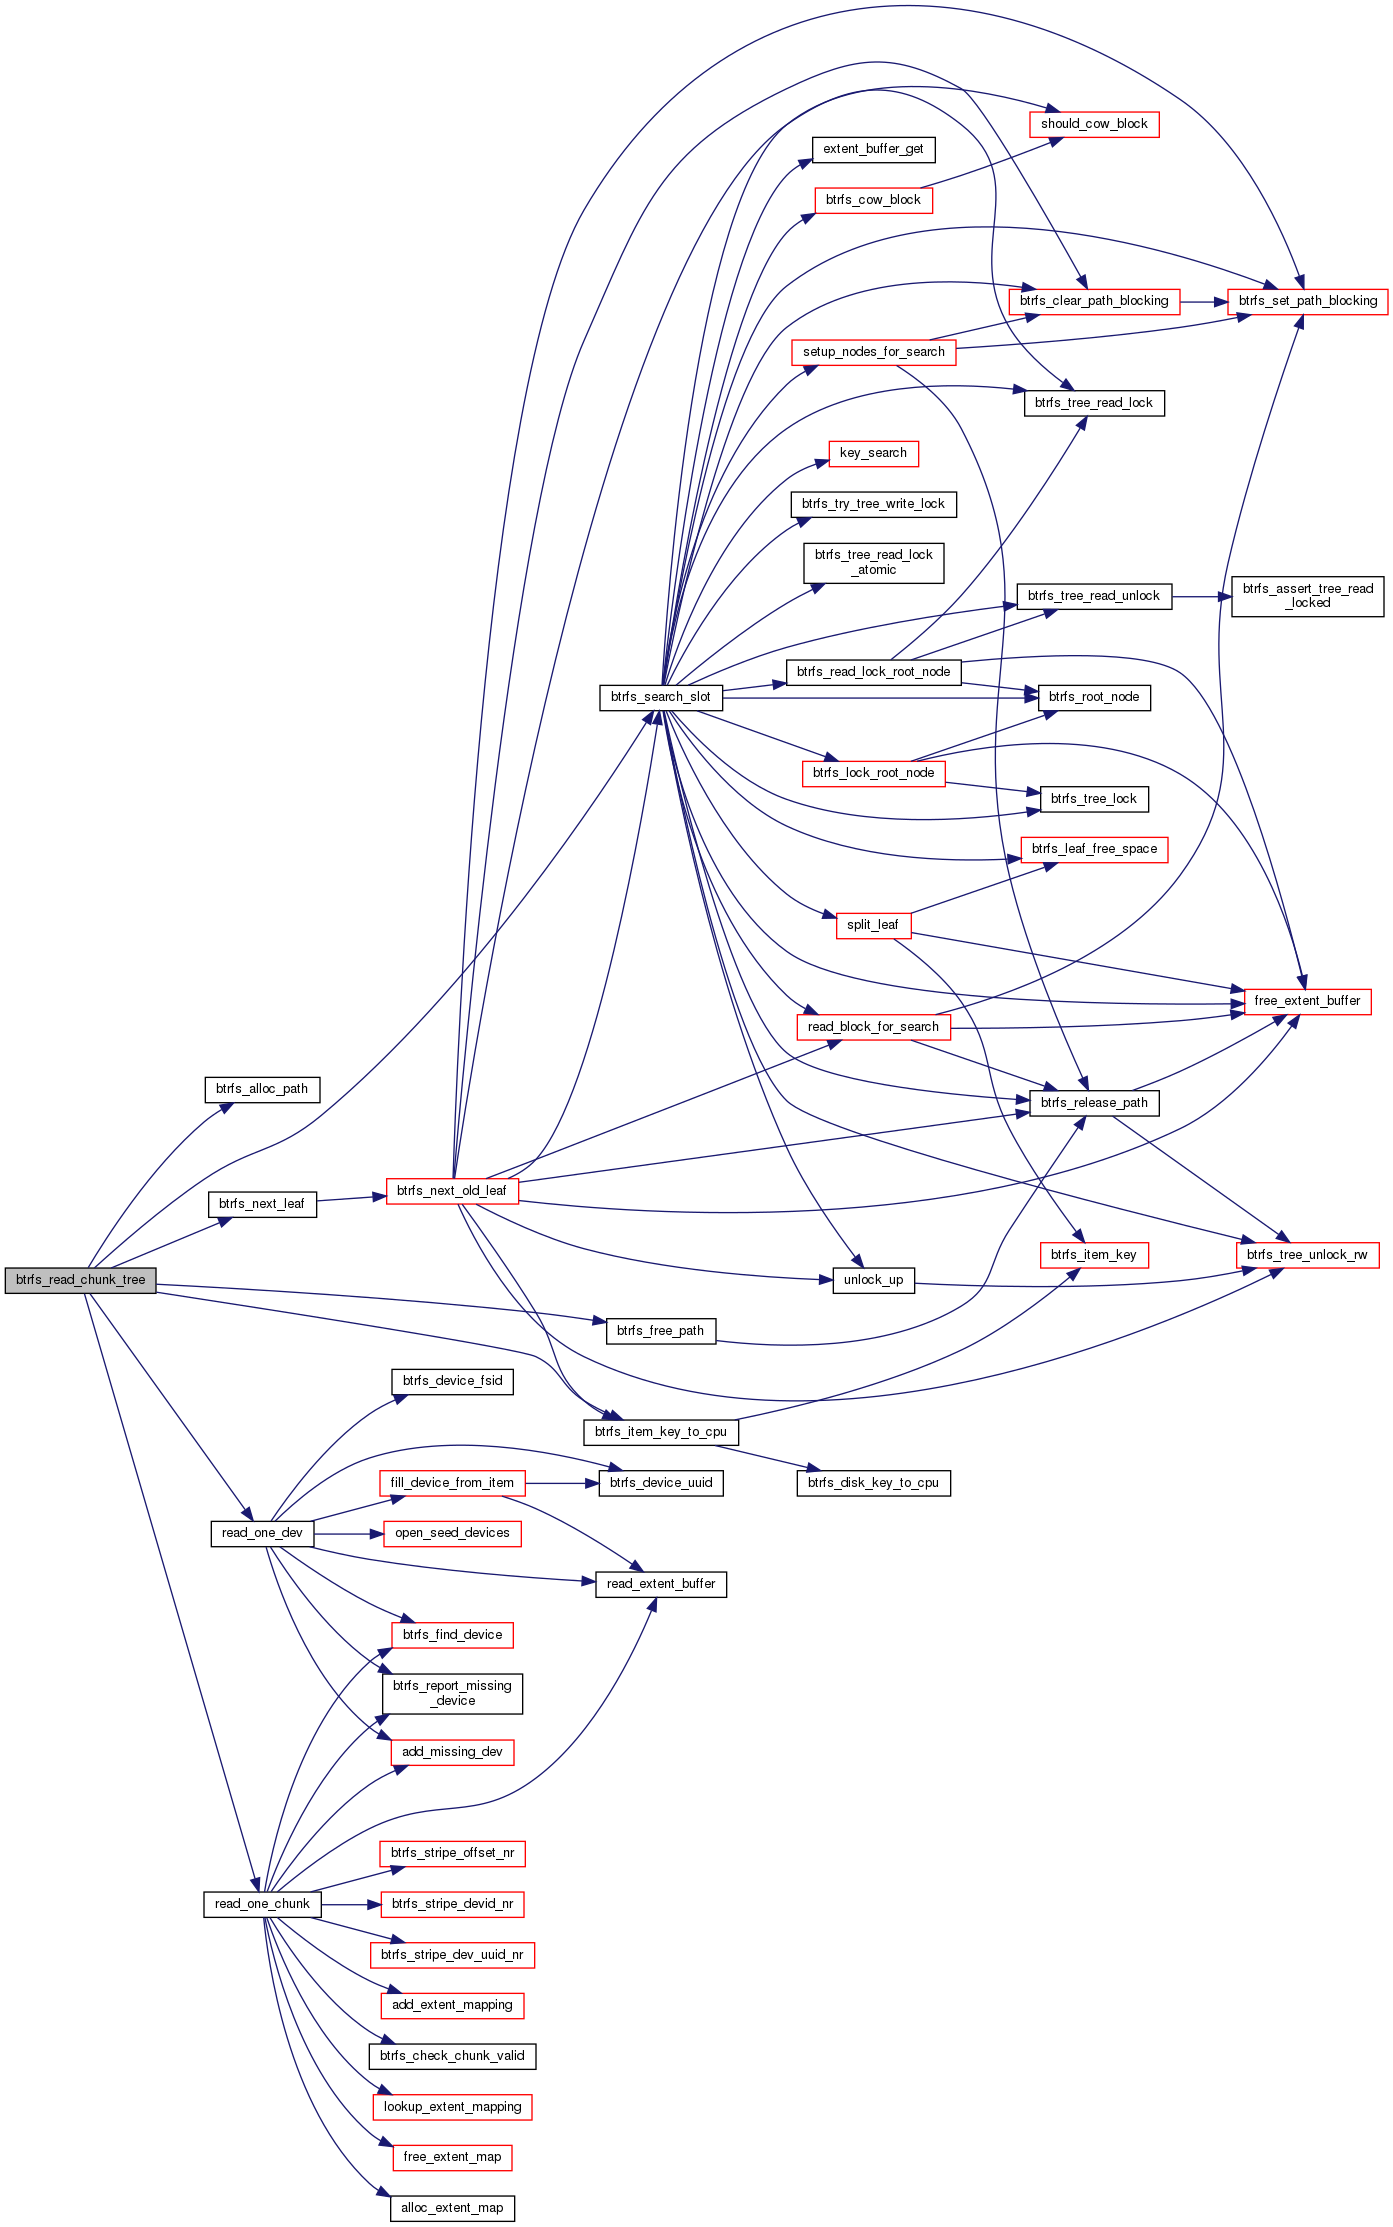 should_cow_block
extent_buffer_get
btrfs_cow_block
btrfs_clear_path_blocking
btrfs_set_path_blocking
setup_nodes_for_search
btrfs_tree_read_lock
key_search
btrfs_try_tree_write_lock
btrfs_tree_read_lock
_atomic
btrfs_tree_read_unlock
btrfs_assert_tree_read
_locked
btrfs_read_lock_root_node
btrfs_search_slot
btrfs_root_node
btrfs_lock_root_node
btrfs_tree_lock
btrfs_leaf_free_space
split_leaf
free_extent_buffer
read_block_for_search
btrfs_alloc_path
btrfs_release_path
btrfs_next_old_leaf
btrfs_next_leaf
btrfs_item_key
btrfs_tree_unlock_rw
btrfs_read_chunk_tree
unlock_up
btrfs_free_path
btrfs_device_fsid
btrfs_item_key_to_cpu
fill_device_from_item
btrfs_device_uuid
btrfs_disk_key_to_cpu
read_one_dev
open_seed_devices
read_extent_buffer
btrfs_find_device
btrfs_report_missing
_device
add_missing_dev
btrfs_stripe_offset_nr
read_one_chunk
btrfs_stripe_devid_nr
btrfs_stripe_dev_uuid_nr
add_extent_mapping
btrfs_check_chunk_valid
lookup_extent_mapping
free_extent_map
alloc_extent_map